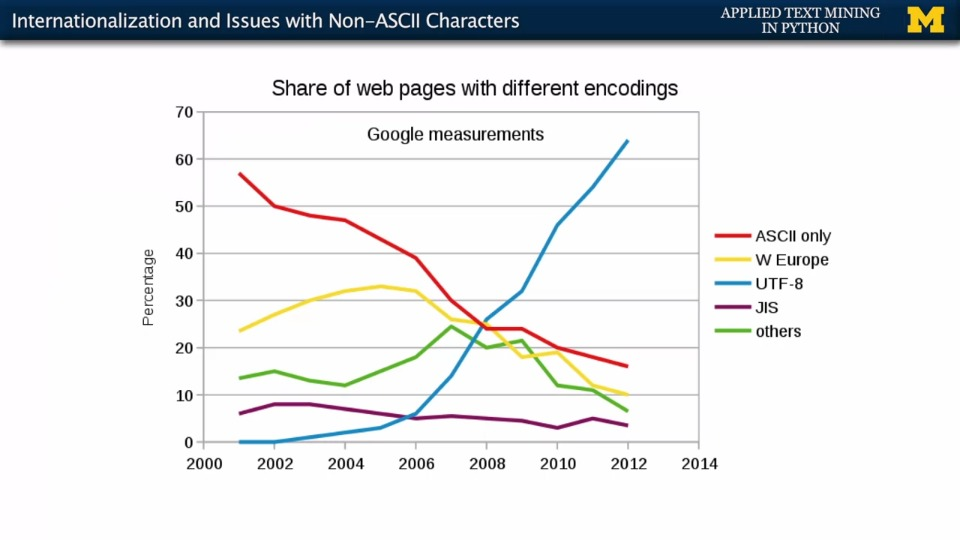 Internationalization and Issues with Non-ASCII Characters
APPLIED TEXT MINING
IN PYTHON
M
Share of web pages with different encodings
Google measurements
Percentage
70
60
50
40
30
20
10
0
2000 2002 2004 2006 2008 2010 2012 2014
ASCII only
W Europe
UTF-8
JIS
others